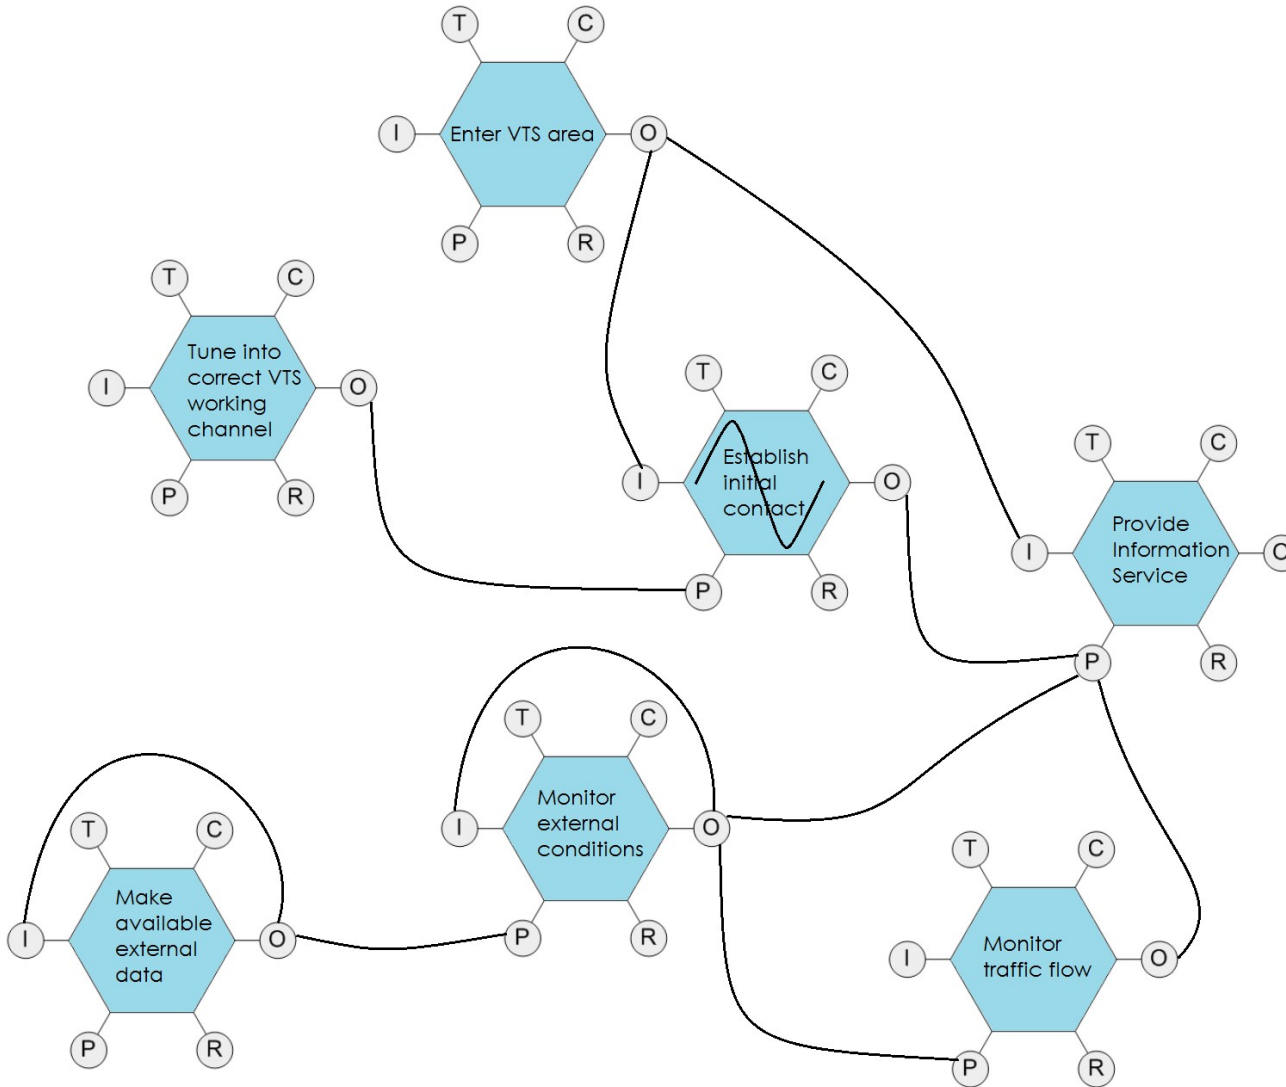 T C
I Enter VTS area O
P R
T C
Tune into
correct VTS
I O
working
channel
P R
T C
Establish
I initial O
contact
P R
T C
Provide
I Information O
Service
P R
T C
Monitor
I external O
conditions
P R
T C
Make
available
I O
external
data
P R
T C
Monitor
I O
traffic flow
P R